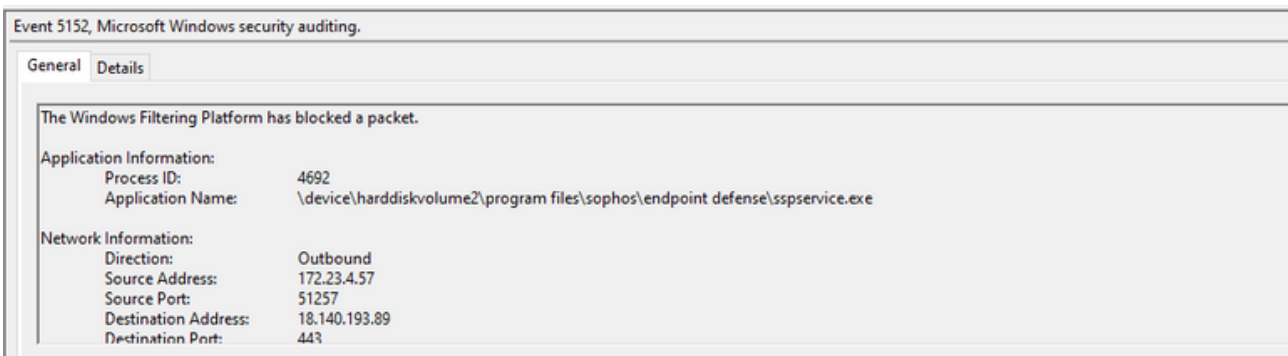 Event 5152, Microsoft Windows security auditing.
General Details
The Windows Filtering Platform has blocked a packet.
Application Information:
Process ID: 4692
Application Name: \device\harddiskvolume2\program files\sophos\endpoint defense\sspservice.exe
Network Information:
Direction: Outbound
Source Address: 172.23.4.57
Source Port: 51257
Destination Address: 18.140.193.89
Destination Port: 443